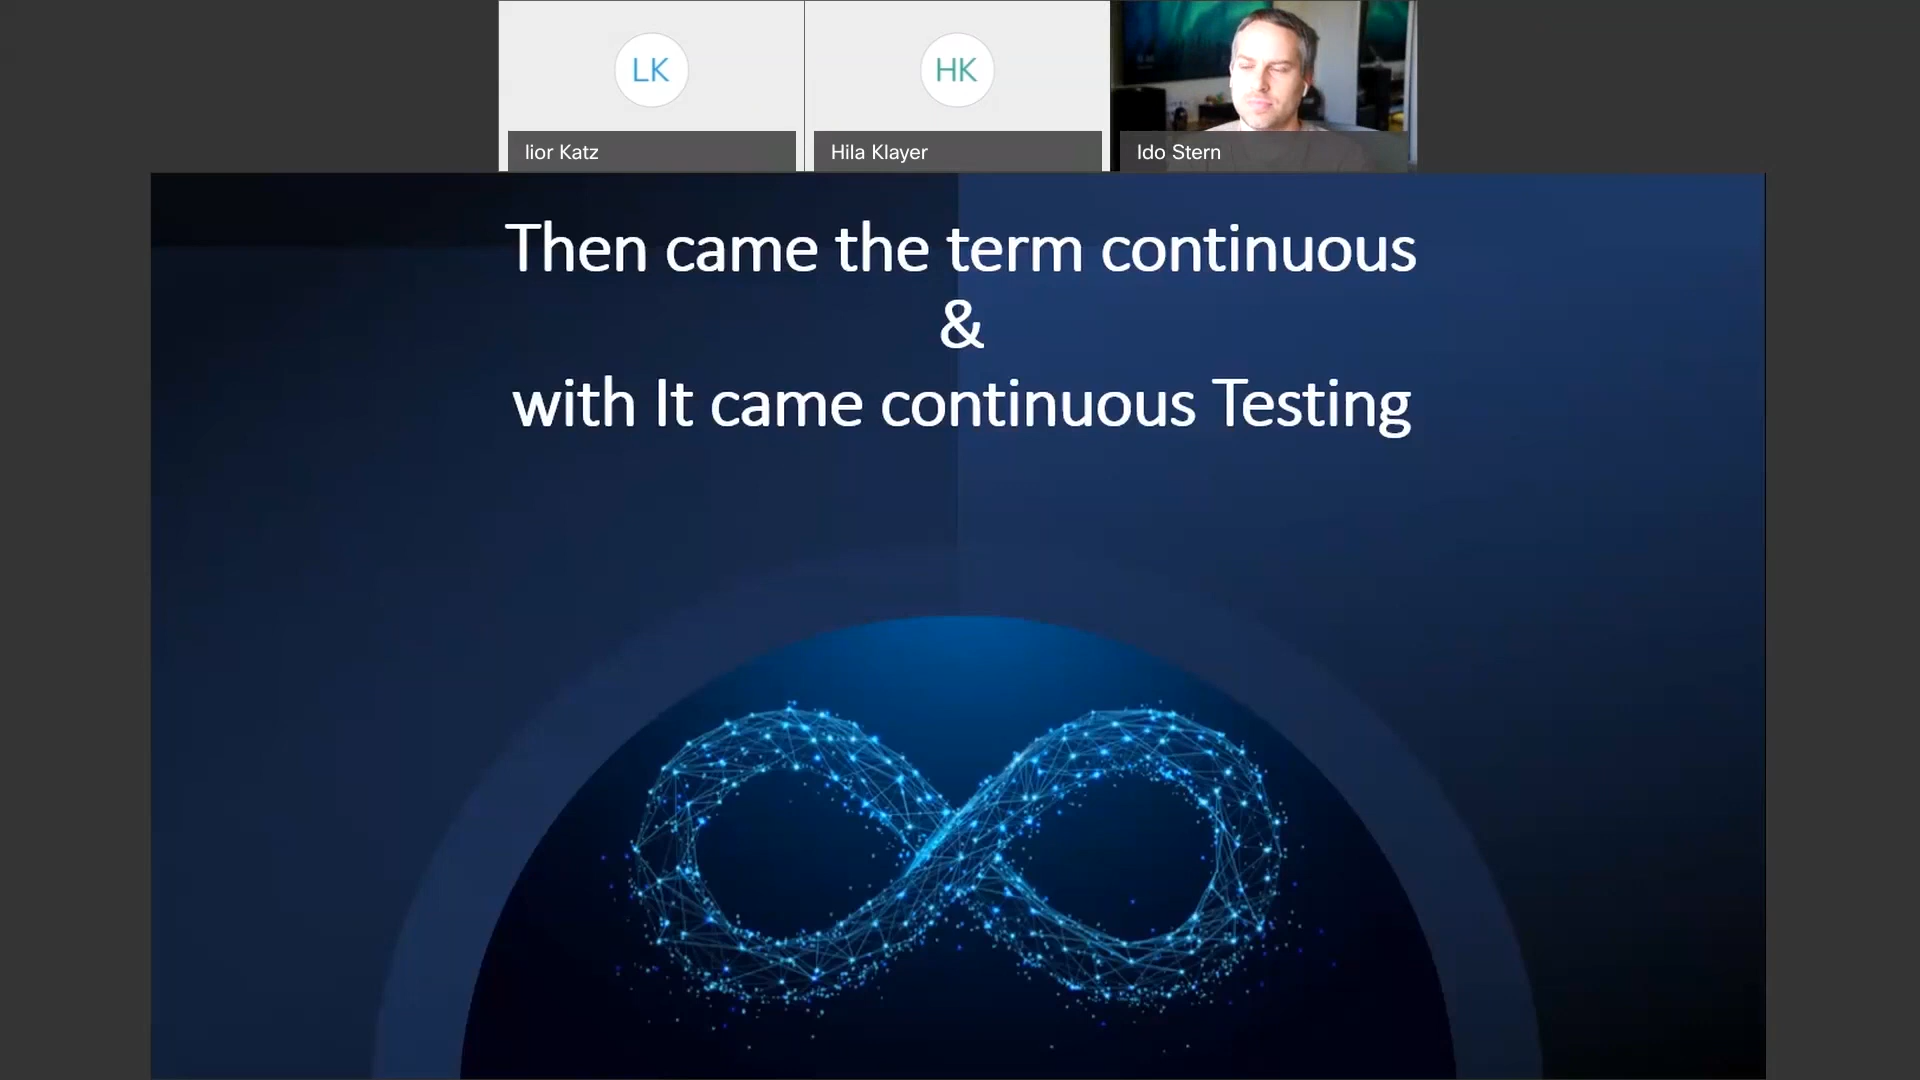 LK
HK
lior Katz
Hila Klayer
Ido Stern
Then came the term continuous
&
with It came continuous Testing